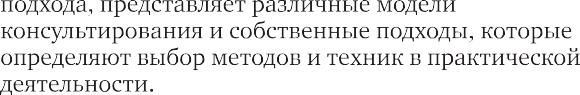 подхода, представляет различные модели
консультирования и собственные подходы, которые
определяют выбор методов и техник в практической
деятельности.